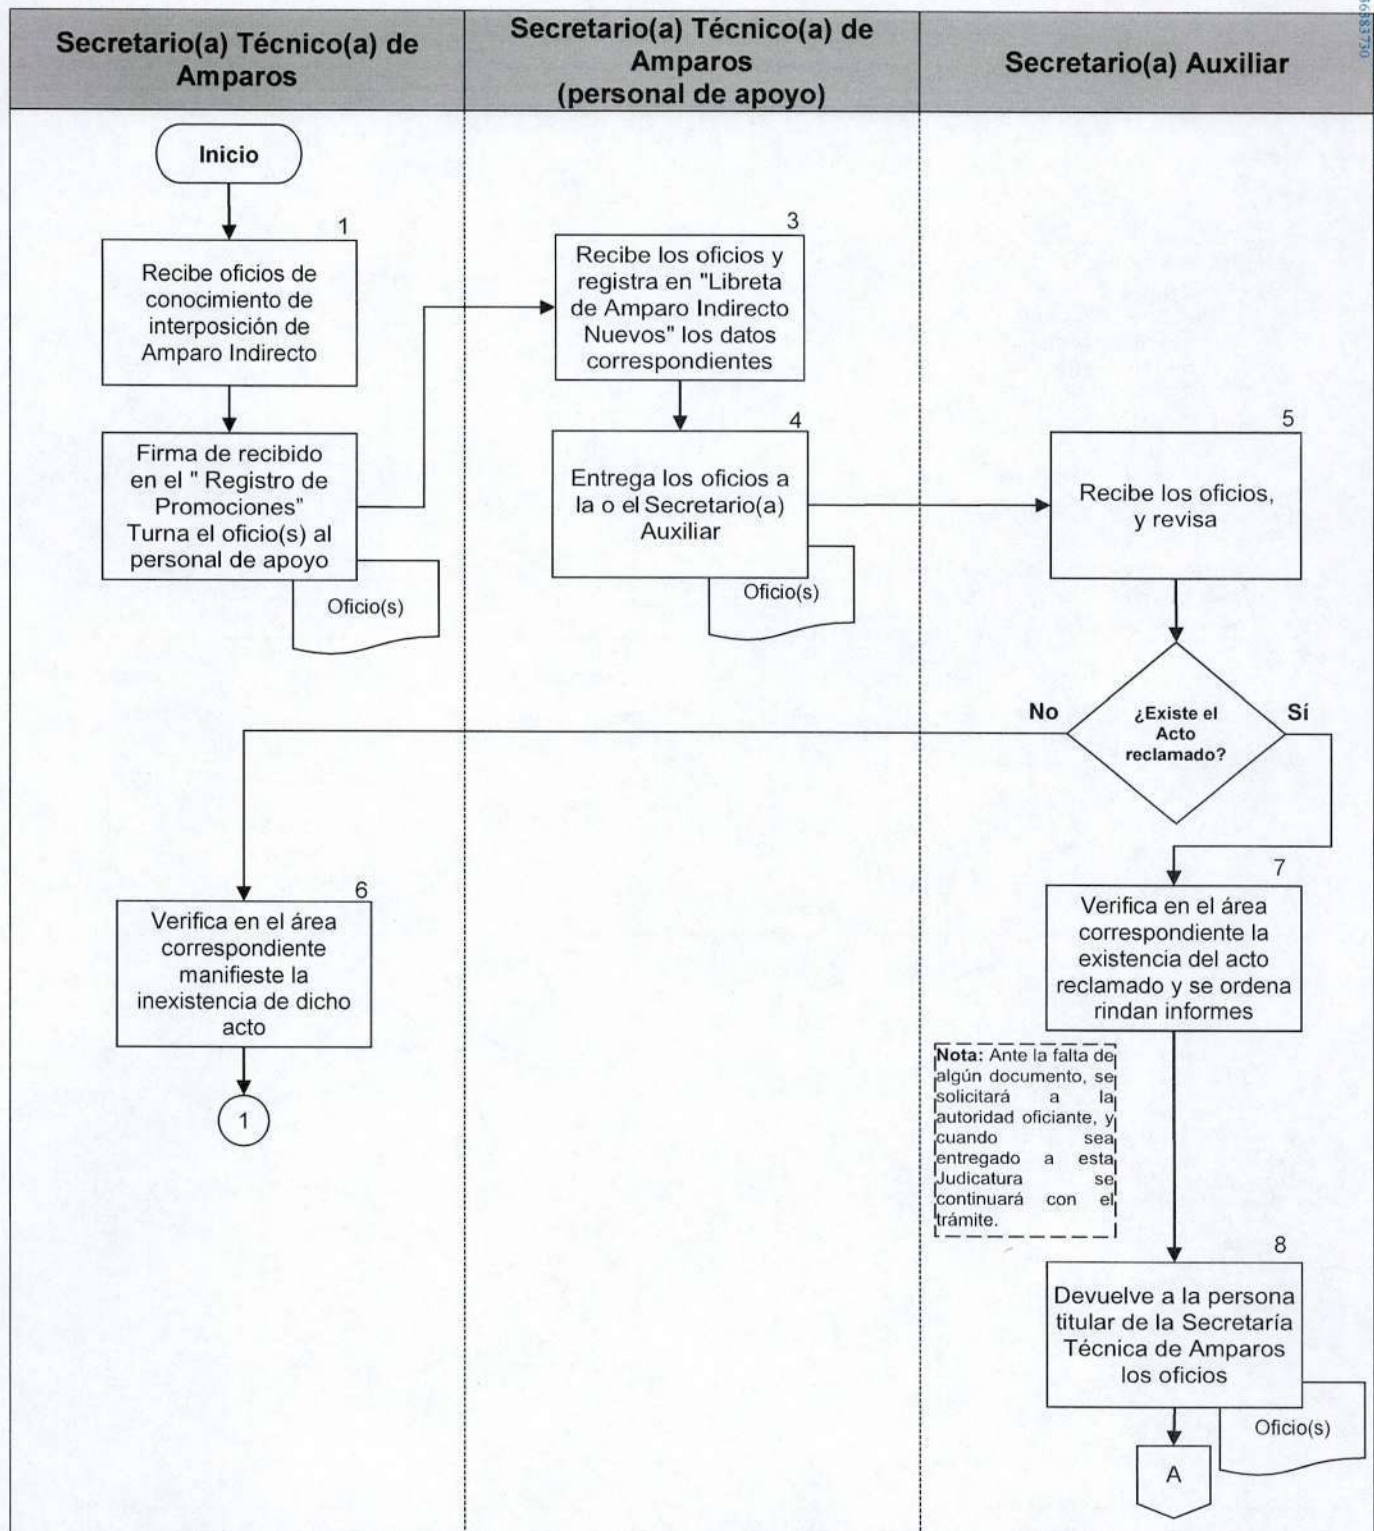 56883730
Secretario(a) Técnico(a) de
Amparos
Secretario(a) Técnico(a) de
Amparos
(personal de apoyo)
Secretario(a) Auxiliar
Inicio
1
Recibe oficios de
conocimiento de
interposición de
Amparo Indirecto
Firma de recibido
en el " Registro de
Promociones”
Turna el oficio(s) al
personal de apoyo
Oficio(s)
3
Recibe los oficios y
registra en "Libreta
de Amparo Indirecto
Nuevos" los datos
correspondientes
4
Entrega los oficios a
la o el Secretario(a)
Auxiliar
Oficio(s)
5
Recibe los oficios,
y revisa
No
¿Existe el
Acto
reclamado?
Sí
6
Verifica en el área
correspondiente
manifieste la
inexistencia de dicho
acto
1
7
Verifica en el área
correspondiente la
existencia del acto
reclamado y se ordena
rindan informes
Nota: Ante la falta de
algún documento, se
solicitará a la
autoridad oficiante, y
cuando sea
entregado a esta
Judicatura se
continuará con el
trámite.
8
Devuelve a la persona
titular de la Secretaría
Técnica de Amparos
los oficios
Oficio(s)
A